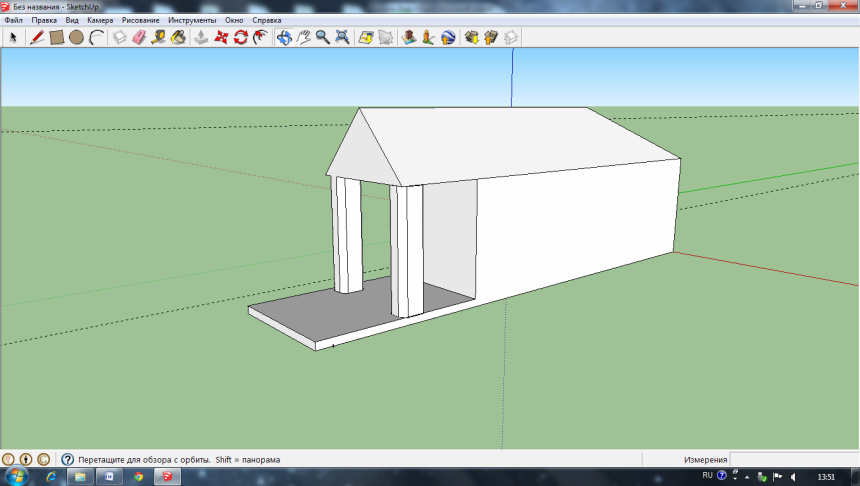 Без названия - SketchUp
Файл Правка Вид Камера Рисование Инструменты Окно Справка
Перетащите для обзора с орбиты. Shift = панорама
Измерения
RU
13:51